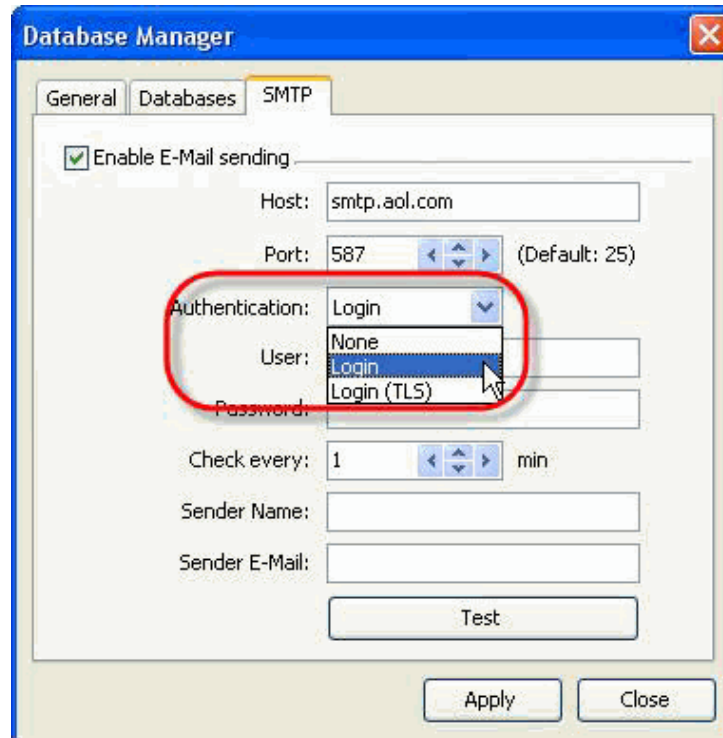 Database Manager
General Databases SMTP
Enable E-Mail sending
Host: smtp.aol.com
Port: 587 (Default: 25)
Authentication: Login
None
User: Login
Login (TLS)
Password:
Check every: 1 min
Sender Name:
Sender E-Mail:
Test
Apply Close